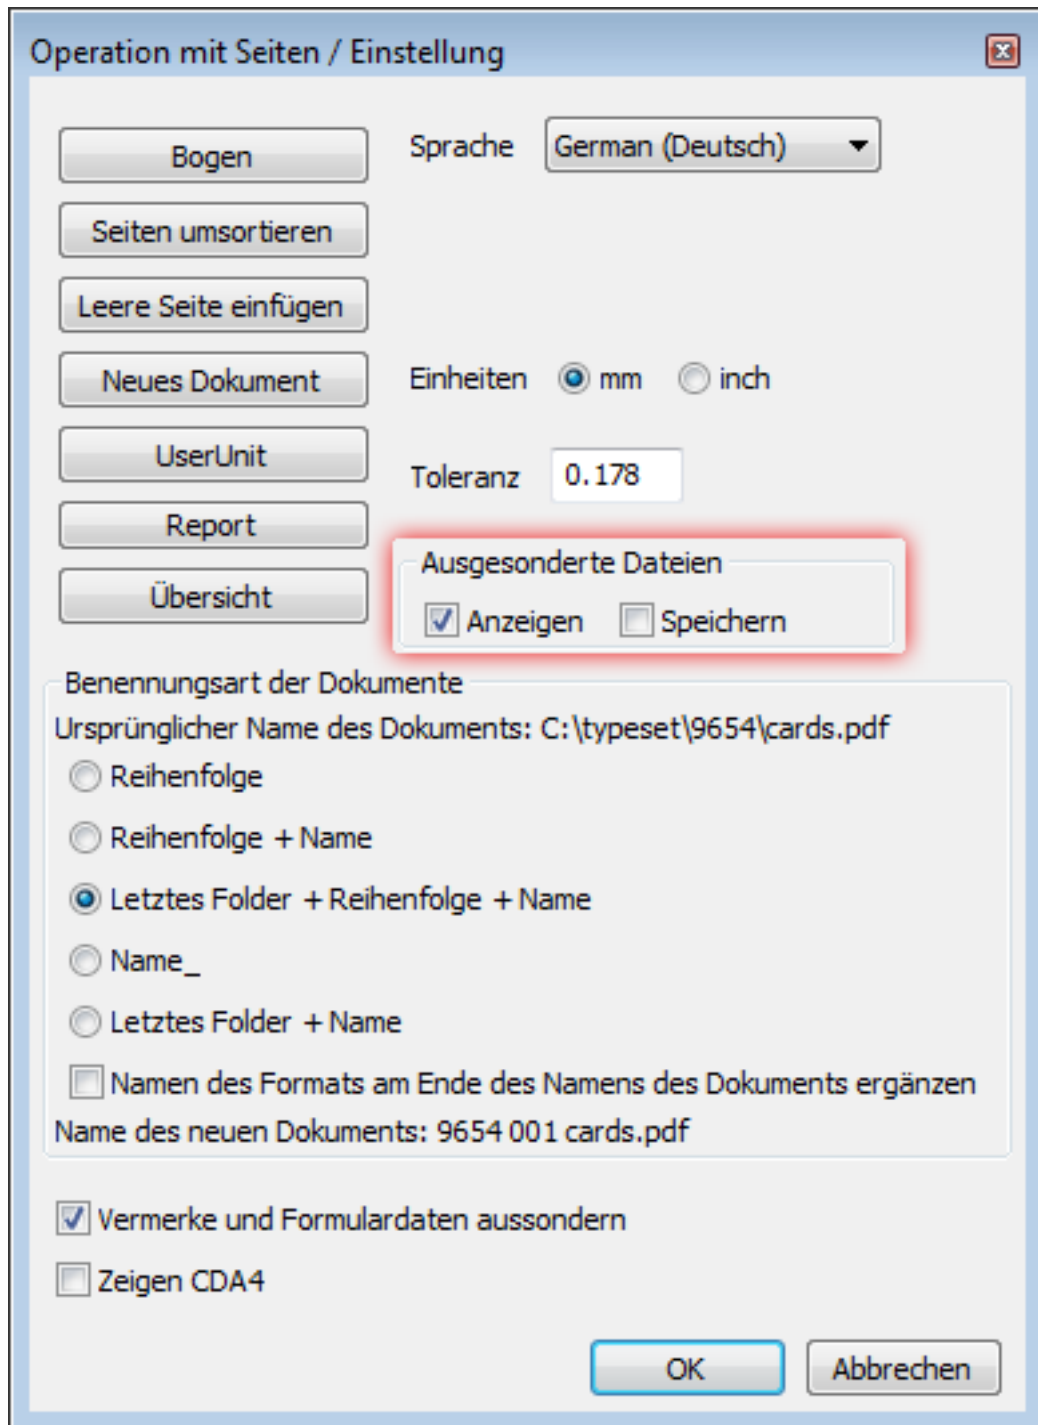 Operation mit Seiten / Einstellung
Bogen
Sprache German (Deutsch)
Seiten umsortieren
Leere Seite einfügen
Neues Dokument
Einheiten mm inch
UserUnit
Toleranz 0.178
Report
Ausgesonderte Dateien
Übersicht
Anzeigen Speichern
Benennungsart der Dokumente
Ursprünglicher Name des Dokuments: C:\typeset\9654\cards.pdf
Reihenfolge
Reihenfolge + Name
Letztes Folder + Reihenfolge + Name
Name_
Letztes Folder + Name
Namen des Formats am Ende des Namens des Dokuments ergänzen
Name des neuen Dokuments: 9654 001 cards.pdf
Vermerke und Formulardaten aussondern
Zeigen CDA4
OK Abbrechen